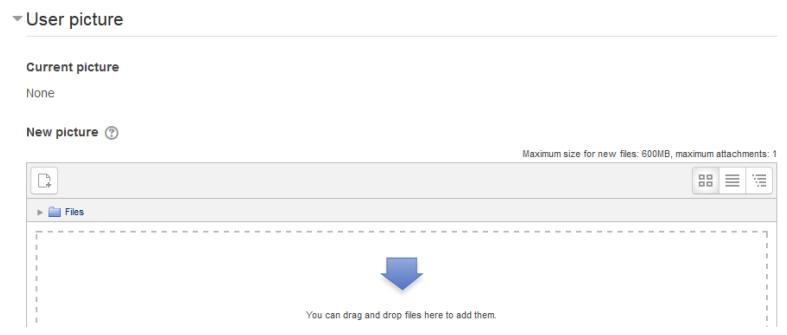 User picture
Current picture
None
New picture
Maximum size for new files: 600MB, maximum attachments: 1
Files
You can drag and drop files here to add them.